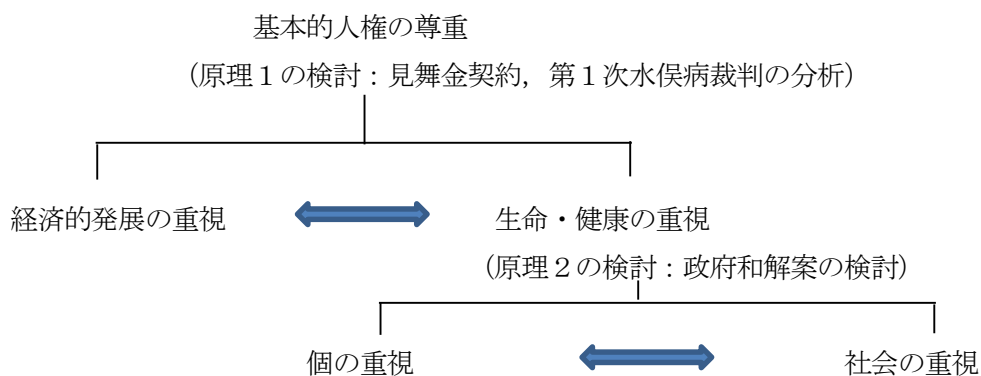 基本的人権の尊重
（原理１の検討：見舞金契約，第１次水俣病裁判の分析）
経済的発展の重視
生命・健康の重視
（原理２の検討：政府和解案の検討）
個の重視
社会の重視